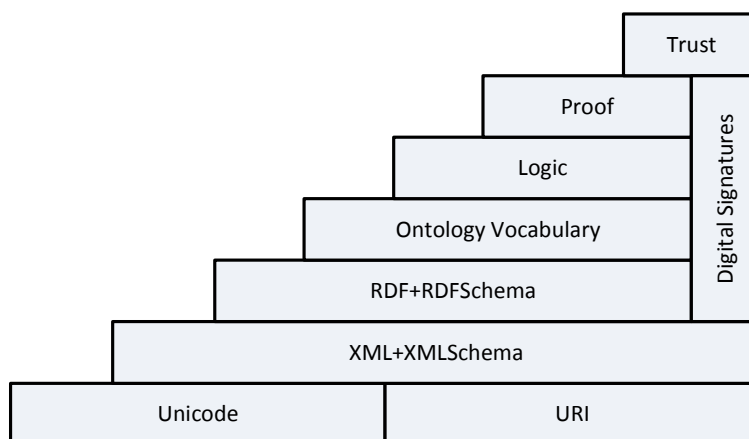 Trust
Proof
Digital Signatures
Logic
Ontology Vocabulary
RDF+RDFSchema
XML+XMLSchema
Unicode
URI